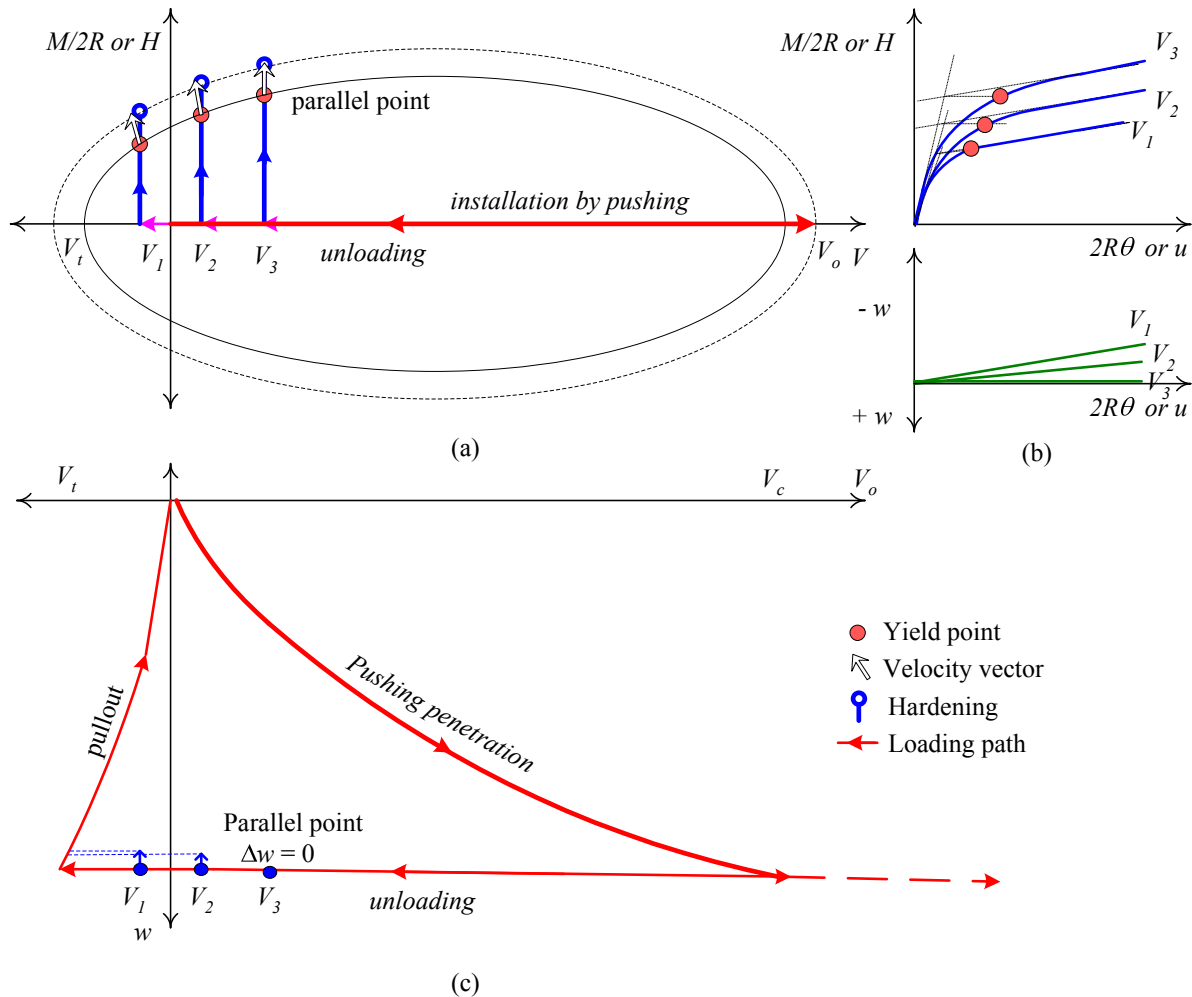 M/2R or H
parallel point
installation by pushing
unloading
V_t
V_1
V_2
V_3
V_o
V
(a)
M/2R or H
V_3
V_2
V_1
2Rθ or u
- w
V_1
V_2
V_3
2Rθ or u
+ w
(b)
V_t
V_c
V_o
pullout
Pushing penetration
Parallel point
Δw = 0
V_1
V_2
V_3
unloading
w
Yield point
Velocity vector
Hardening
Loading path
(c)